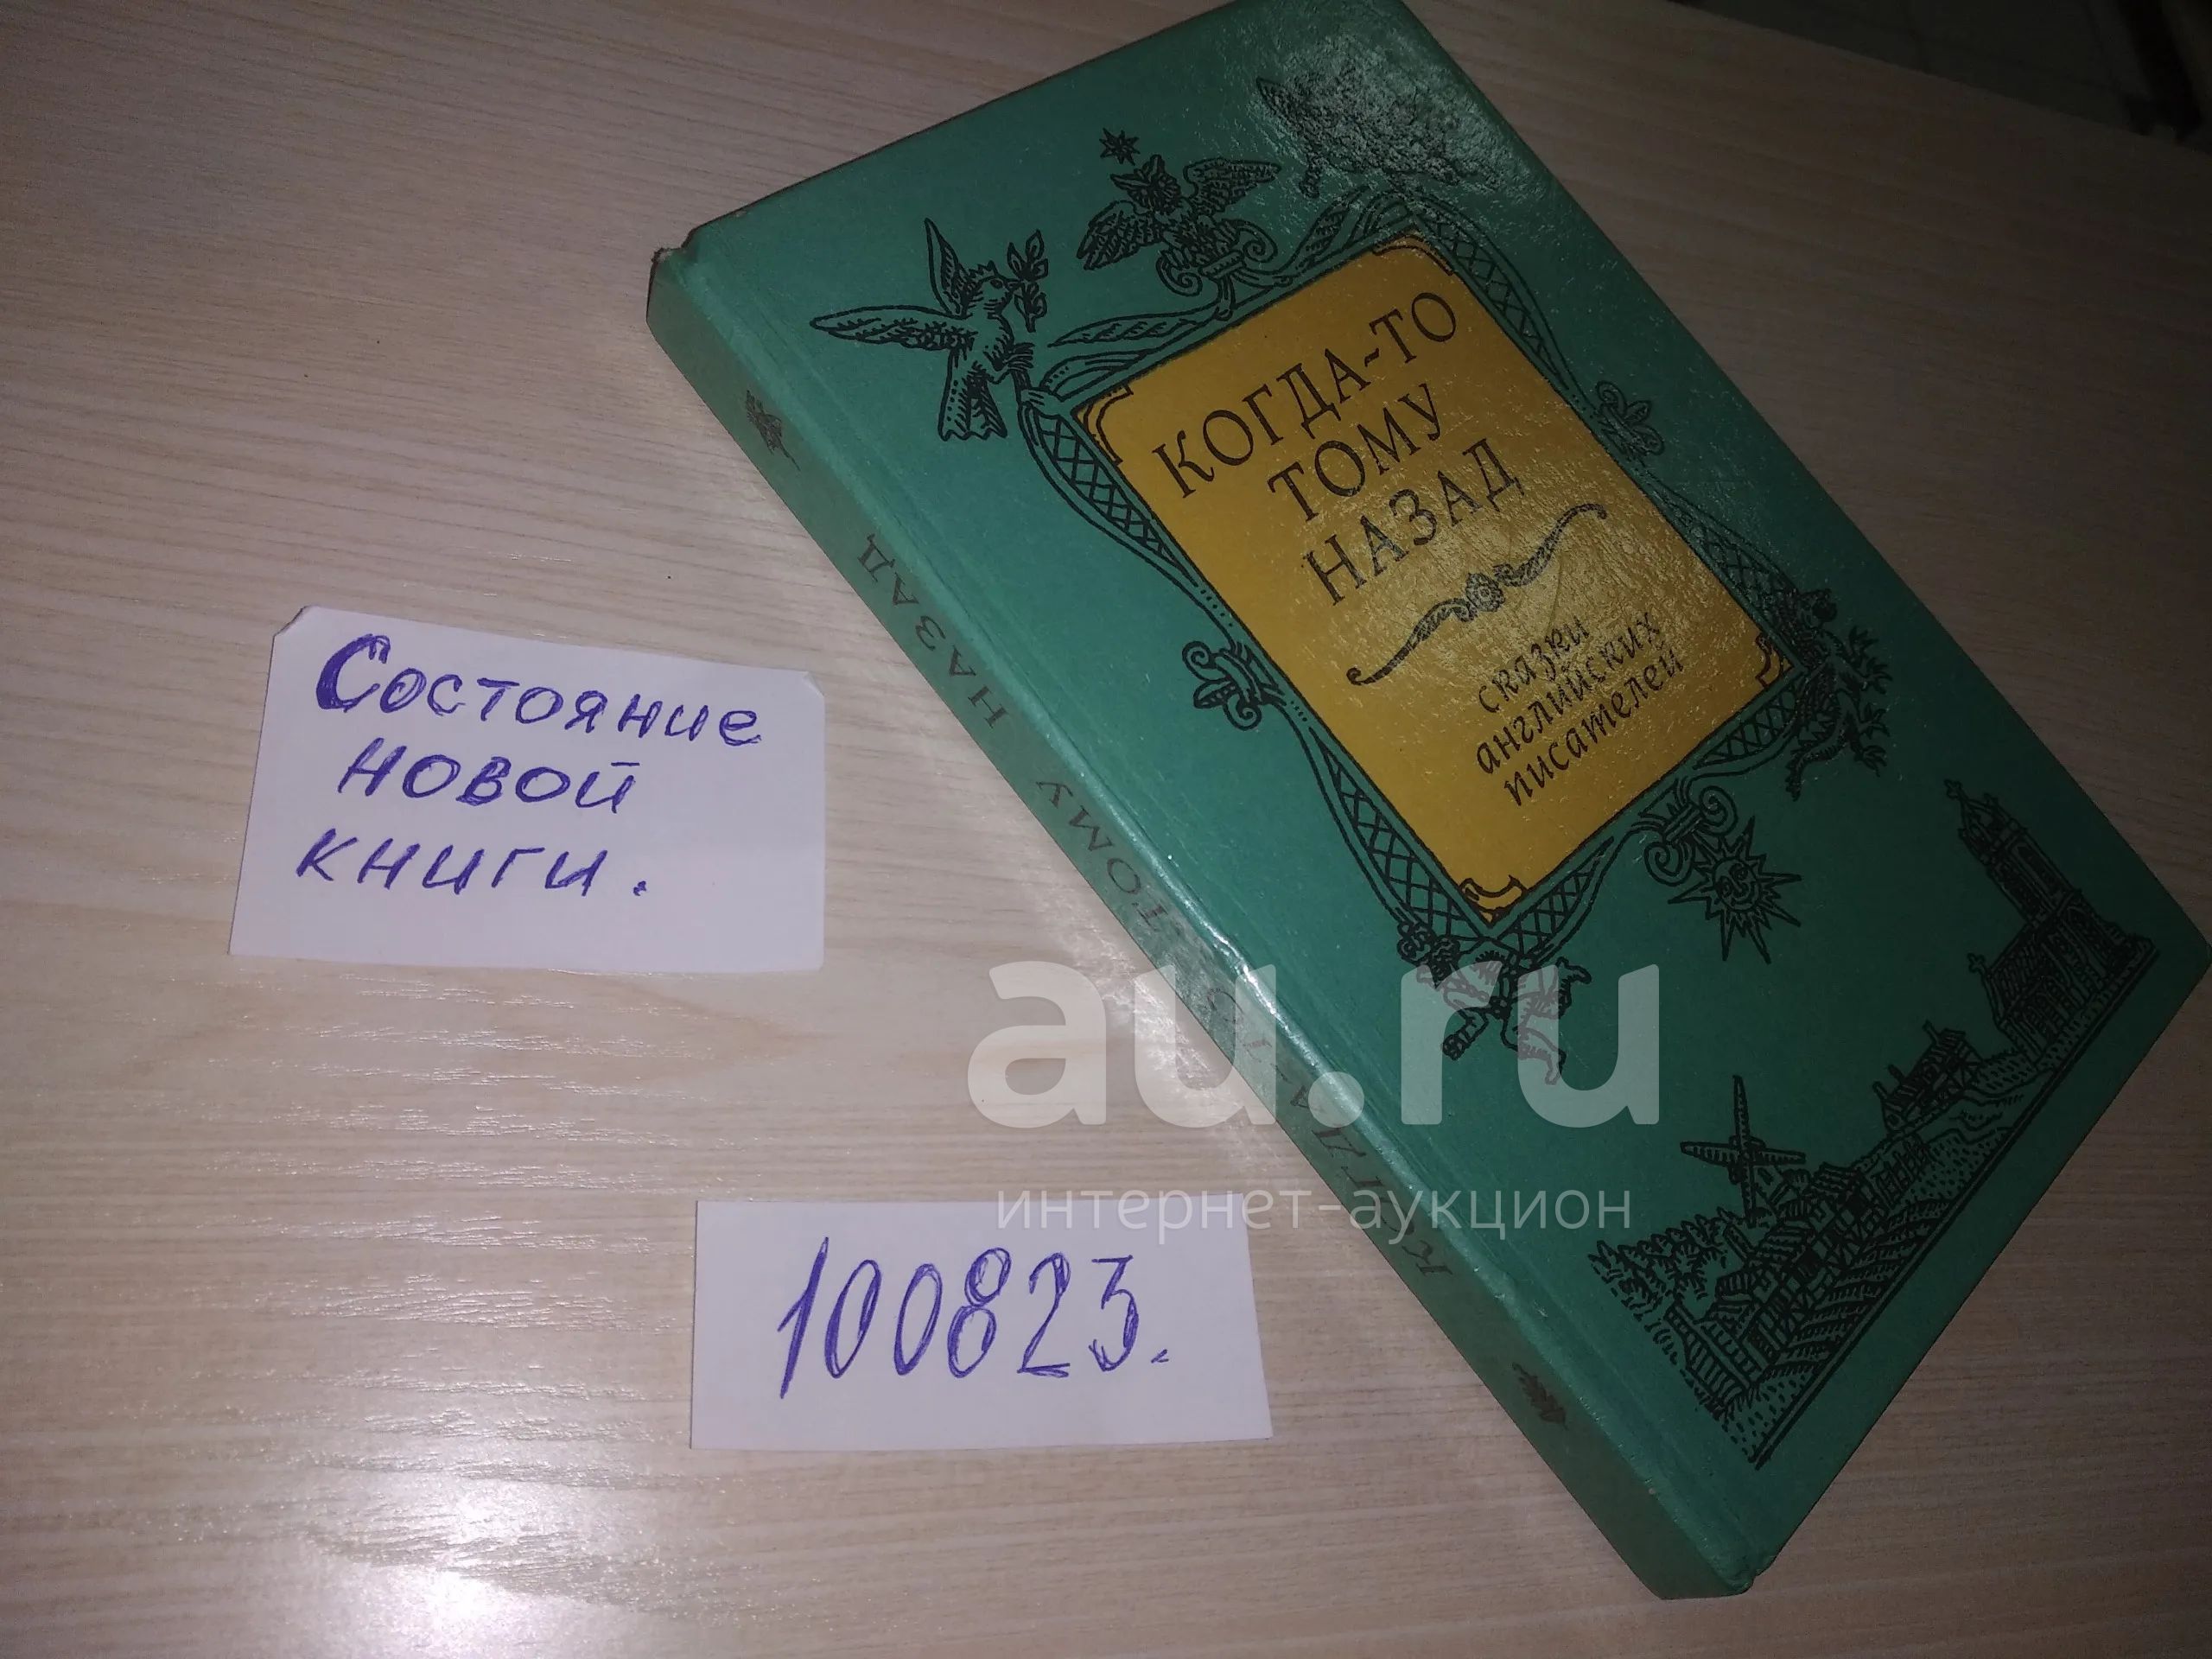 КОГДА-ТО
ТОМУ
НАЗАД
сказки
английских
писателей
КОГДА-ТО ТОМУ НАЗАД
Состояние
новой
книги.
au.ru
интернет-аукцион
100823.